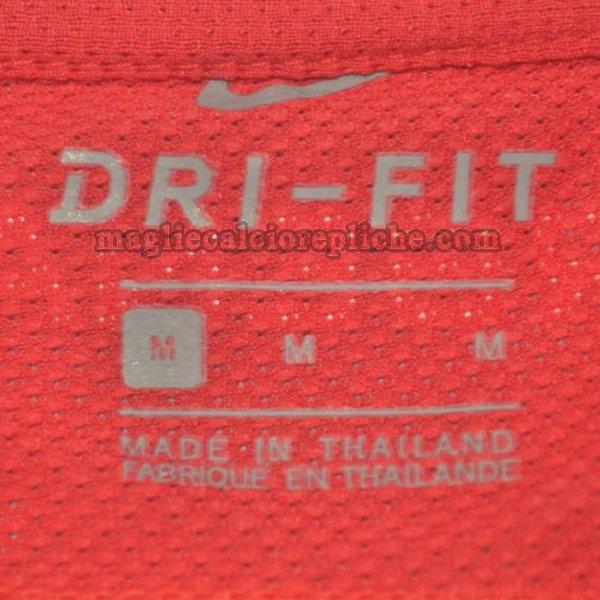 DRI-FIT
magliecalciorepliche.com
M M M
MADE IN THAILAND
FABRIQUE EN THAILANDE